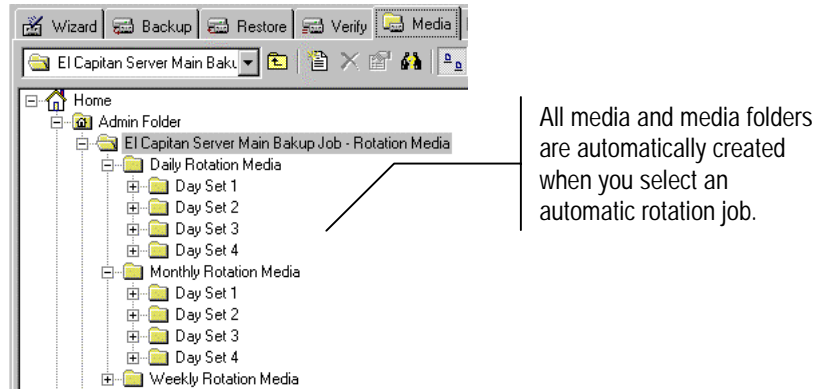 Wizard Backup Restore Verify Media
El Capitan Server Main Baku
Home
Admin Folder
El Capitan Server Main Bakup Job - Rotation Media
Daily Rotation Media
Day Set 1
Day Set 2
Day Set 3
Day Set 4
Monthly Rotation Media
Day Set 1
Day Set 2
Day Set 3
Day Set 4
Weekly Rotation Media
All media and media folders
are automatically created
when you select an
automatic rotation job.